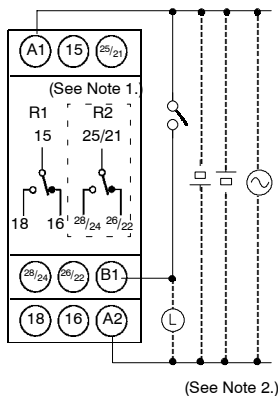 A1 15 25/21
(See Note 1.)
R1 R2
15 25/21
18 16 28/24 26/22
28/24 26/22 B1
L
18 16 A2
(See Note 2.)